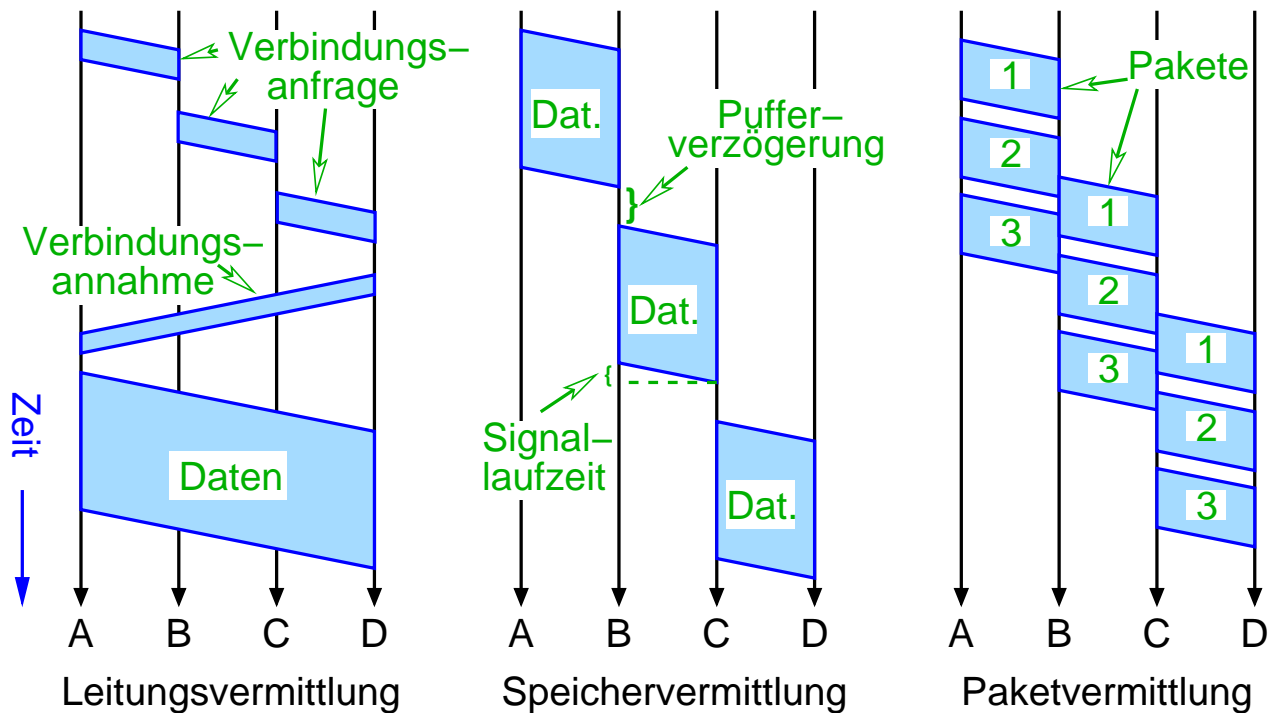 Verbindungs–
anfrage
Verbindungs–
annahme
Daten
Zeit
A B C D
Leitungsvermittlung
Dat.
Puffer–
verzögerung
}
Dat.
{
Signal–
laufzeit
Dat.
A B C D
Speichervermittlung
Pakete
1
2
3
1
2
3
1
2
3
A B C D
Paketvermittlung